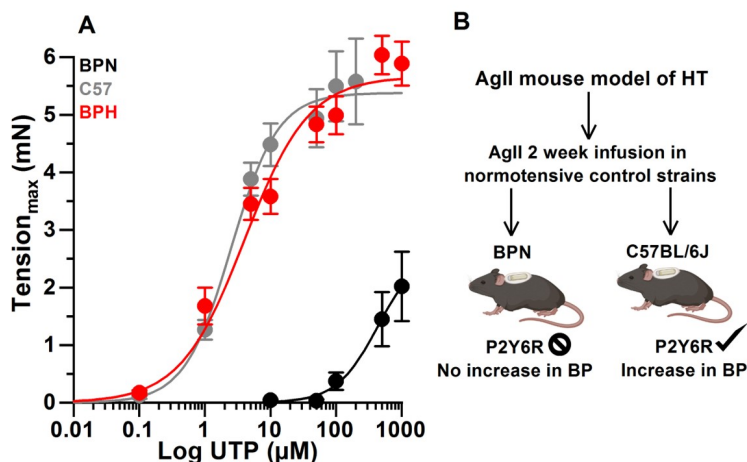 A
BPN
C57
BPH
Tension max (mN)
6
5
4
3
2
1
0
0.01 0.1 1 10 100 1000
Log UTP (µM)
B
AgII mouse model of HT
AgII 2 week infusion in
normotensive control strains
BPN
C57BL/6J
P2Y6R
No increase in BP
P2Y6R
Increase in BP